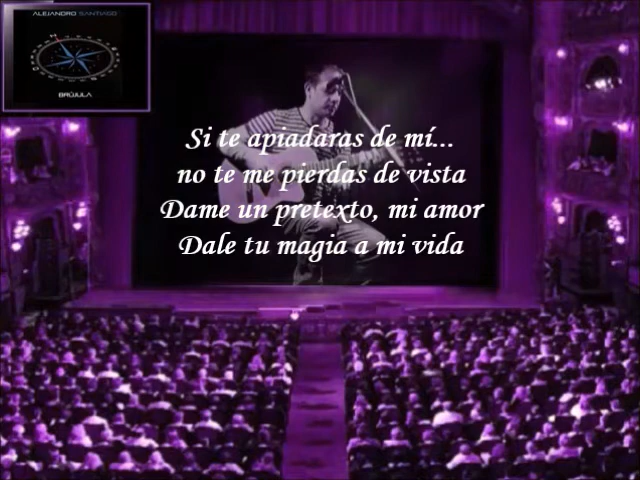 ALEJANDRO SANTIAGO
BRÚJULA
Si te apiadaras de mí...
no te me pierdas de vista
Dame un pretexto, mi amor
Dale tu magia a mi vida